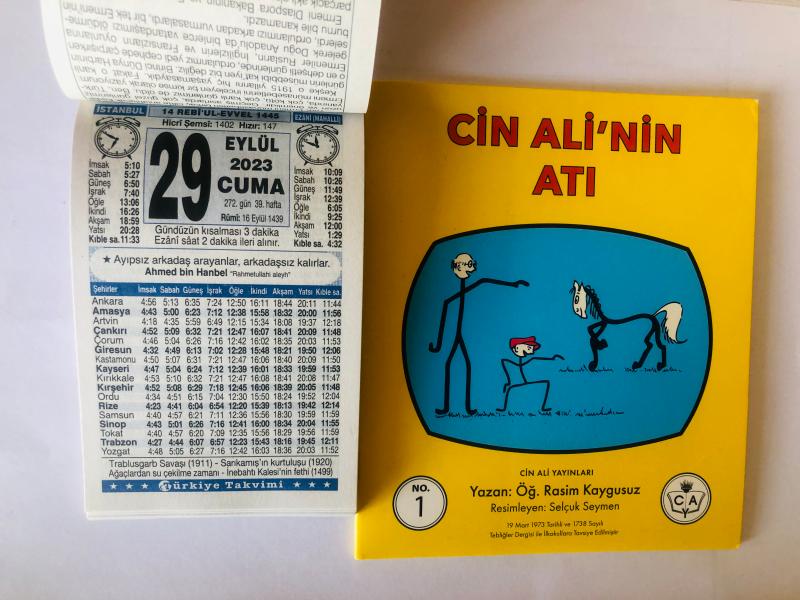 İSTANBUL
14 REBİ'UL-EVVEL 1445
EZÂNİ (MAHALLİ)
Hicrî Şemsî: 1402 Hızır: 147
29
EYLÜL
2023
CUMA
272. gün 39. hafta
Rûmî: 16 Eylül 1439
İmsak 5:10
Sabah 5:27
Güneş 6:50
İşrak 7:40
Öğle 13:06
İkindi 16:26
Akşam 18:59
Yatsı 20:28
Kıble sa. 11:33
İmsak 10:09
Sabah 10:26
Güneş 11:49
İşrak 12:39
Öğle 6:05
İkindi 9:25
Akşam 12:00
Yatsı 1:29
Kıble sa. 4:32
Gündüzün kısalması 3 dakika
Ezânî sâat 2 dakika ileri alınır.
★ Ayıpsız arkadaş arayanlar, arkadaşsız kalırlar.
Ahmed bin Hanbel "Rahmetullahi aleyh"
Şehirler İmsak Sabah Güneş İşrak Öğle İkindi Akşam Yatsı Kıble sa.
Ankara 4:56 5:13 6:35 7:24 12:50 16:11 18:44 20:11 11:44
Amasya 4:43 5:00 6:23 7:12 12:38 15:58 18:32 20:00 11:56
Artvin 4:18 4:35 5:59 6:49 12:15 15:34 18:08 19:37 12:18
Çankırı 4:52 5:09 6:32 7:21 12:47 16:07 18:41 20:09 11:48
Çorum 4:46 5:04 6:26 7:16 12:42 16:02 18:35 20:03 11:53
Giresun 4:32 4:49 6:13 7:02 12:28 15:48 18:21 19:50 12:06
Kastamonu 4:50 5:07 6:31 7:21 12:47 16:06 18:40 20:09 11:50
Kayseri 4:47 5:04 6:24 7:12 12:39 16:01 18:33 19:59 11:53
Kırıkkale 4:53 5:10 6:32 7:21 12:47 16:08 18:41 20:08 11:47
Kırşehir 4:52 5:08 6:29 7:18 12:45 16:06 18:39 20:05 11:48
Ordu 4:34 4:51 6:15 7:04 12:30 15:50 18:24 19:52 12:04
Rize 4:23 4:41 6:04 6:54 12:20 15:39 18:13 19:42 12:14
Samsun 4:40 4:57 6:21 7:11 12:36 15:56 18:30 19:59 11:59
Sinop 4:43 5:01 6:26 7:16 12:41 16:00 18:34 20:04 11:55
Tokat 4:40 4:57 6:20 7:09 12:35 15:56 18:29 19:56 11:59
Trabzon 4:27 4:44 6:07 6:57 12:23 15:43 18:16 19:45 12:11
Yozgat 4:48 5:05 6:27 7:16 12:42 16:03 18:36 20:03 11:52
Trablusgarb Savaşı (1911) - Sarıkamış'ın kurtuluşu (1920)
Ağaçlardan su çekilme zamanı - İnebahtı Kalesi'nin fethi (1499)
★ ★ ★ Türkiye Takvimi ★ ★ ★
CİN ALİ'NİN
ATI
CİN ALİ YAYINLARI
NO.
1
Yazan: Öğ. Rasim Kaygusuz
Resimleyen: Selçuk Seymen
19 Mart 1973 Tarihli ve 1738 Sayılı
Tebliğler Dergisi ile İlkokullara Tavsiye Edilmiştir
C A